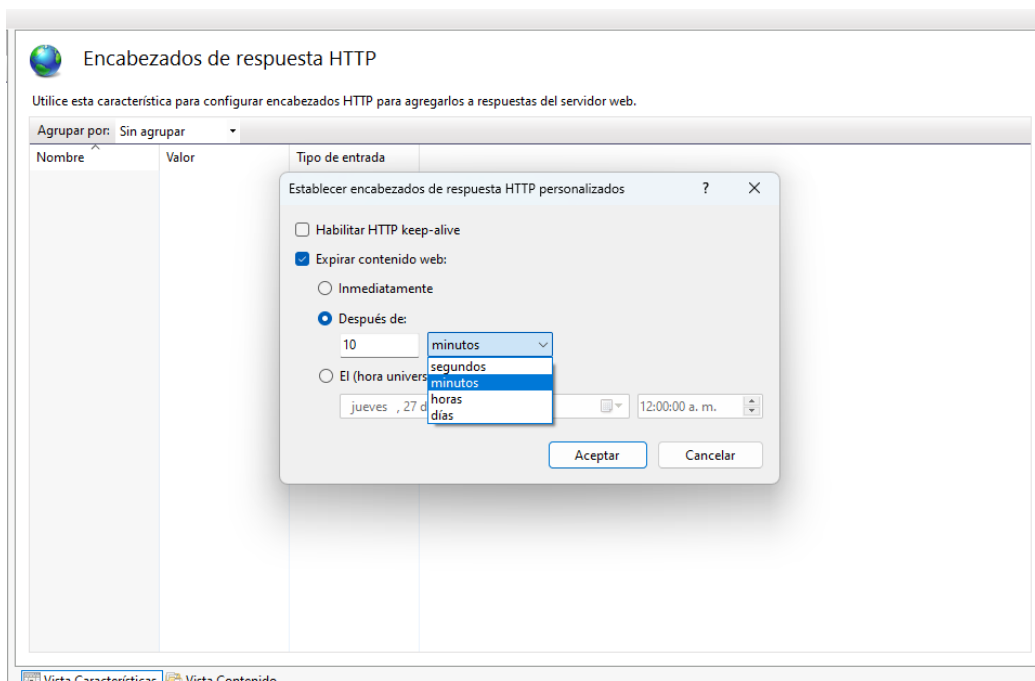 Encabezados de respuesta HTTP
Utilice esta característica para configurar encabezados HTTP para agregarlos a respuestas del servidor web.
Agrupar por: Sin agrupar
Nombre Valor Tipo de entrada
Establecer encabezados de respuesta HTTP personalizados ? X
Habilitar HTTP keep-alive
Expirar contenido web:
Inmediatamente
Después de:
10 minutos
segundos
El (hora univers
minutos
horas
jueves , 27 d 12:00:00 a. m.
días
Aceptar Cancelar
Vista Características Vista Contenido